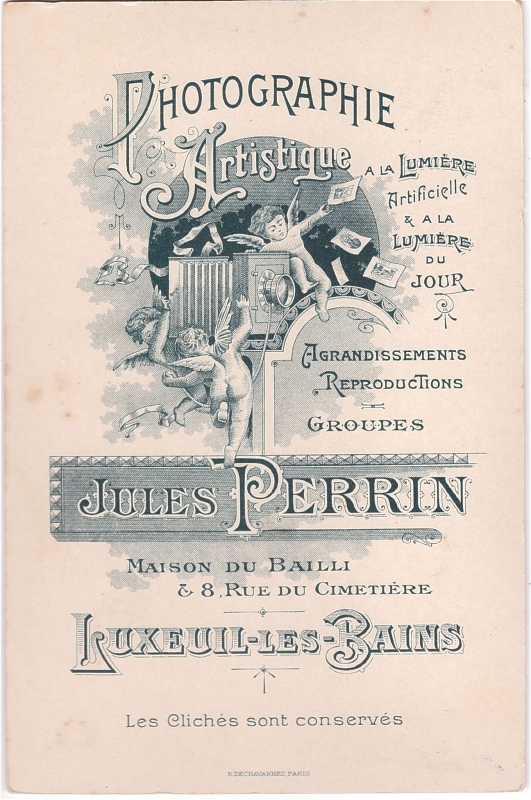 PHOTOGRAPHIE
Artistique
A LA LUMIÈRE
Artificielle
& A LA
LUMIÈRE
DU
JOUR
AGRANDISSEMENTS
REPRODUCTIONS
GROUPES
JULES PERRIN
MAISON DU BAILLI
& 8, RUE DU CIMETIÈRE
LUXEUIL-LES-BAINS
Les Clichés sont conservés
E. DECHAVANNES, PARIS